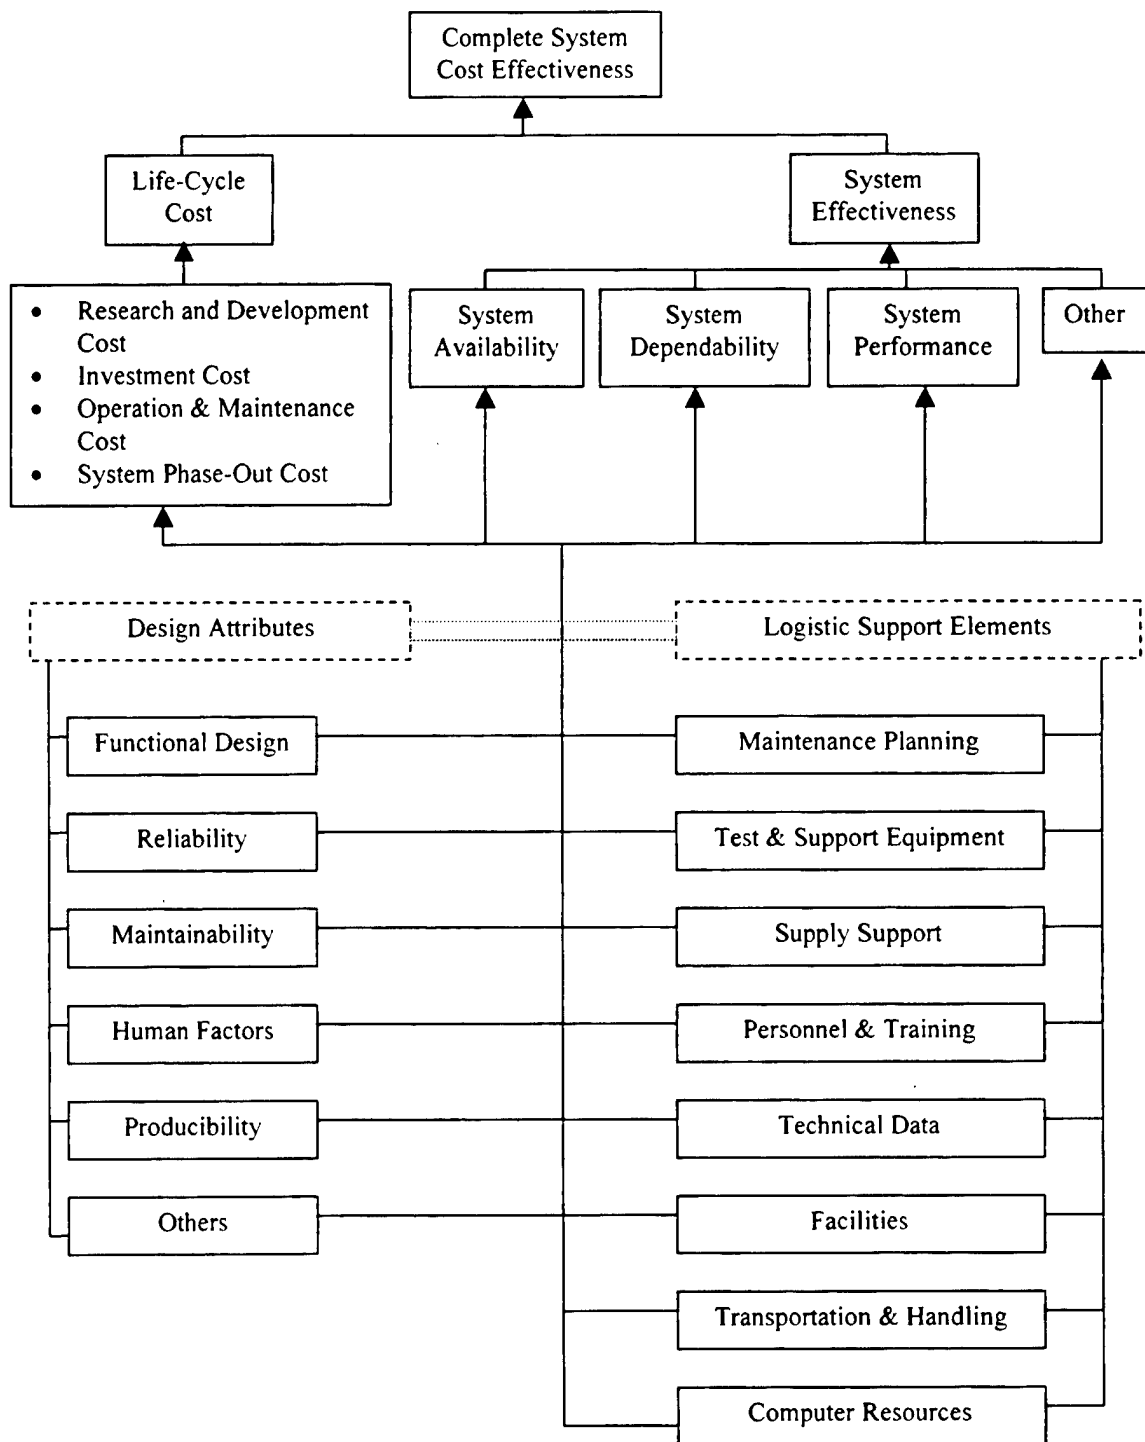 Complete System
Cost Effectiveness
Life-Cycle
Cost
System
Effectiveness
• Research and Development
Cost
• Investment Cost
• Operation & Maintenance
Cost
• System Phase-Out Cost
System
Availability
System
Dependability
System
Performance
Other
Design Attributes
Logistic Support Elements
Functional Design
Maintenance Planning
Reliability
Test & Support Equipment
Maintainability
Supply Support
Human Factors
Personnel & Training
Producibility
Technical Data
Others
Facilities
Transportation & Handling
Computer Resources